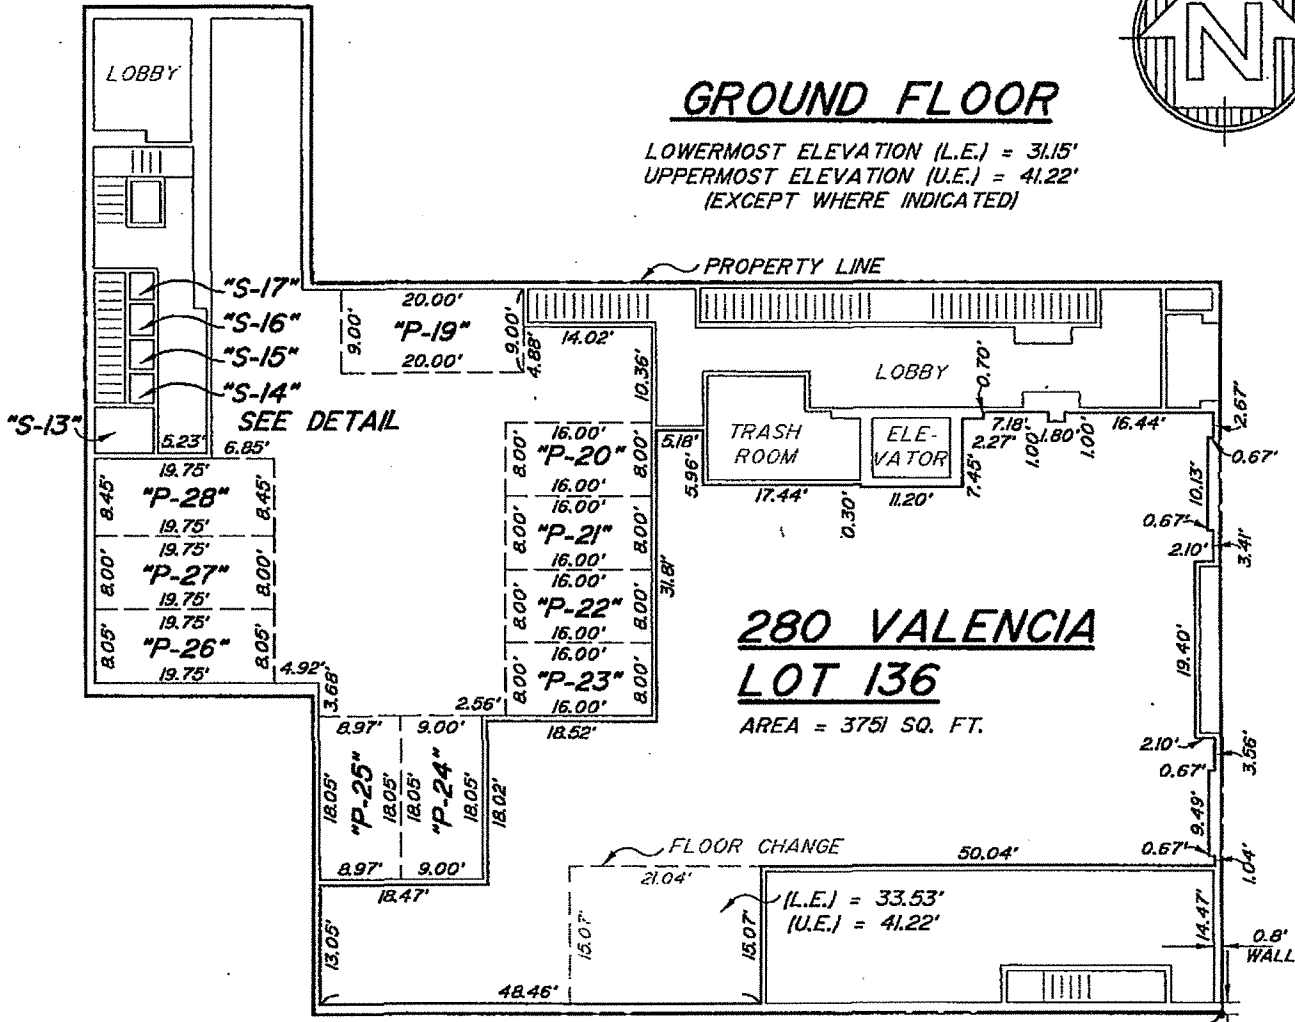 N
LOBBY
GROUND FLOOR
LOWERMOST ELEVATION (L.E.) = 31.15'
UPPERMOST ELEVATION (U.E.) = 41.22'
(EXCEPT WHERE INDICATED)
PROPERTY LINE
"S-17"
"S-16"
"S-15"
"S-14"
"S-13"
SEE DETAIL
5.23'
6.85'
20.00'
9.00'
"P-19"
9.00'
20.00'
4.88'
14.02'
10.36'
LOBBY
0.70'
TRASH
ROOM
ELE-
VATOR
7.18'
2.27'
1.00'
1.80'
1.00'
16.44'
2.67'
0.67'
10.13'
0.67'
2.10'
3.41'
5.18'
5.96'
17.44'
0.30'
11.20'
7.45'
19.75'
8.45'
"P-28"
8.45'
19.75'
19.75'
8.00'
"P-27"
8.00'
19.75'
19.75'
8.05'
"P-26"
8.05'
19.75'
4.92'
3.68'
16.00'
8.00'
"P-20"
8.00'
16.00'
16.00'
8.00'
"P-21"
8.00'
16.00'
16.00'
8.00'
"P-22"
8.00'
16.00'
16.00'
8.00'
"P-23"
8.00'
16.00'
31.81'
2.56'
18.52'
280 VALENCIA
LOT 136
AREA = 3751 SQ. FT.
19.40'
2.10'
3.56'
0.67'
9.49'
0.67'
1.04'
8.97'
9.00'
18.05'
"P-25"
18.05'
18.05'
"P-24"
18.05'
18.02'
8.97'
9.00'
18.47'
FLOOR CHANGE
21.04'
50.04'
(L.E.) = 33.53'
(U.E.) = 41.22'
13.05'
15.07'
15.07'
14.47'
0.8'
WALL
48.46'